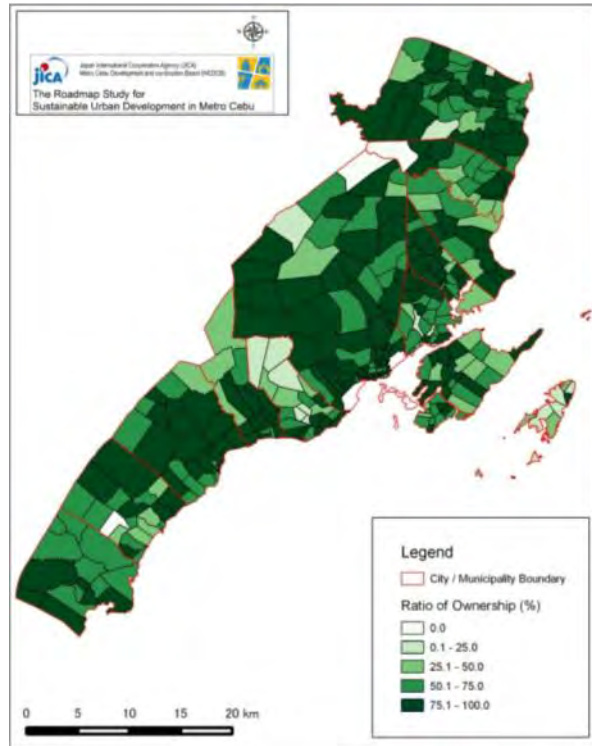 jICA
Japan International Cooperation Agency (JICA)
Metro Cebu Development and Coordination Board (MCDCB)
The Roadmap Study for
Sustainable Urban Development in Metro Cebu
Legend
City / Municipality Boundary
Ratio of Ownership (%)
0.0
0.1 - 25.0
25.1 - 50.0
50.1 - 75.0
75.1 - 100.0
0 5 10 15 20 km